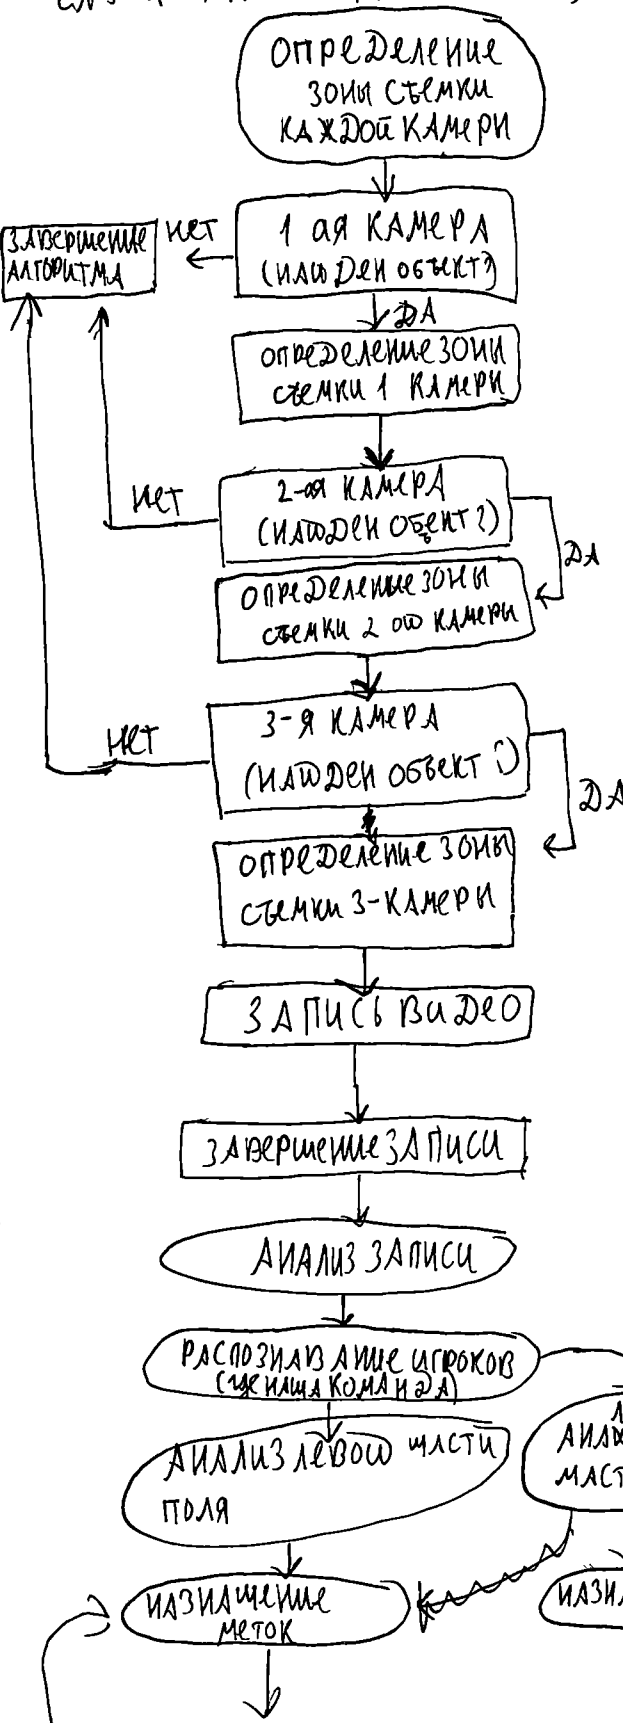 ОПРЕДЕЛЕНИЕ
ЗОНЫ СЪЕМКИ
КАЖДОЙ КАМЕРЫ
ЗАВЕРШЕНИЕ
АЛГОРИТМА
НЕТ
1 АЯ КАМЕРА
(НАЙДЕН ОБЪЕКТ?)
ДА
ОПРЕДЕЛЕНИЕ ЗОНЫ
СЪЕМКИ 1 КАМЕРЫ
НЕТ
2-АЯ КАМЕРА
(НАЙДЕН ОБЪЕКТ?)
ДА
ОПРЕДЕЛЕНИЕ ЗОНЫ
СЪЕМКИ 2 ОЙ КАМЕРЫ
НЕТ
3-Я КАМЕРА
(НАЙДЕН ОБЪЕКТ?)
ДА
ОПРЕДЕЛЕНИЕ ЗОНЫ
СЪЕМКИ 3-КАМЕРЫ
ЗАПИСЬ ВИДЕО
ЗАВЕРШЕНИЕ ЗАПИСИ
АНАЛИЗ ЗАПИСИ
РАСПОЗНАВАНИЕ ИГРОКОВ
(ГДЕ НАША КОМАНДА)
АНАЛИЗ ЛЕВОЙ ЧАСТИ
ПОЛЯ
НАЗНАЧЕНИЕ
МЕТОК